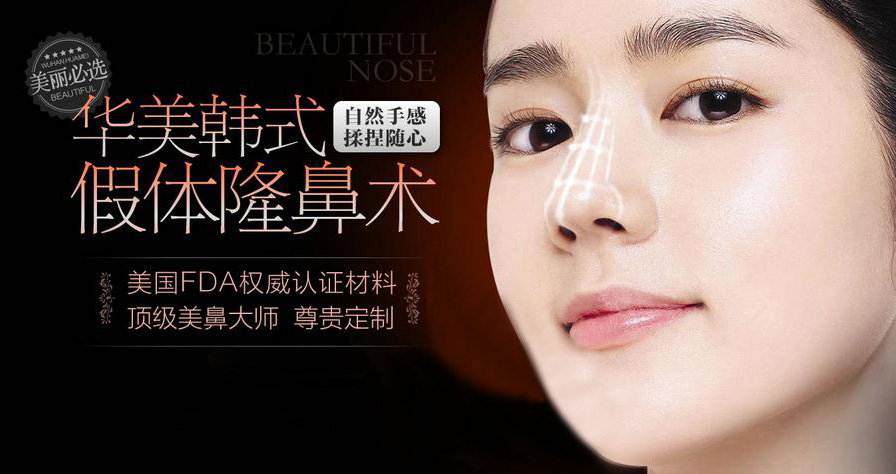 BEAUTIFUL
NOSE
WUHAN HUAMEI
美丽必选
BEAUTIFUL
华美韩式
自然手感
揉捏随心
假体隆鼻术
美国FDA权威认证材料
顶级美鼻大师 尊贵定制